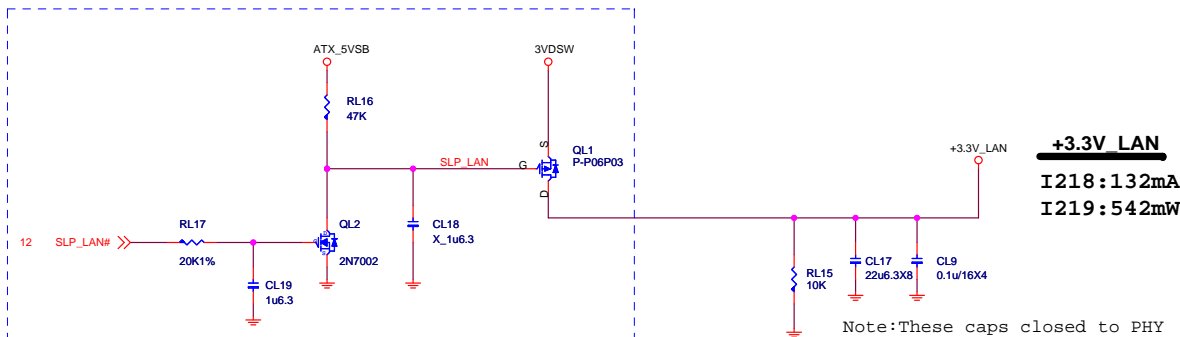 ATX_5VSB
3VDSW
RL16
47K
S
QL1
P-P06P03
G
D
SLP_LAN
+3.3V_LAN
+3.3V_LAN
I218:132mA
I219:542mW
12
SLP_LAN#
RL17
20K1%
QL2
2N7002
CL18
X_1u6.3
CL19
1u6.3
RL15
10K
CL17
22u6.3X8
CL9
0.1u/16X4
Note:These caps closed to PHY